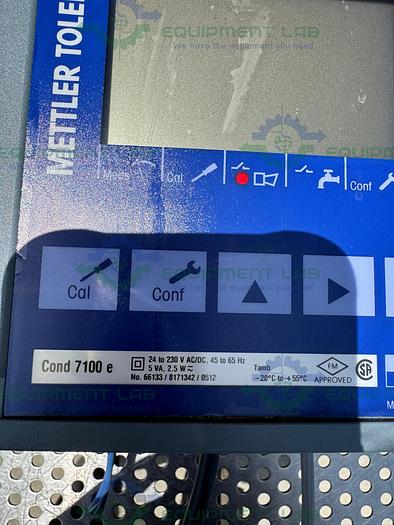 METTLER TOLE
EQUIPMENT LAB
We have the equipment you need
Meas
Cal
Conf
Cal
Conf
Cond 7100 e
24 to 230 V AC/DC, 45 to 65 Hz
5 VA, 2.5 W
No. 66133 / 8171342 / 0512
Tamb
−20°C to +55°C
FM
APPROVED
SA
M